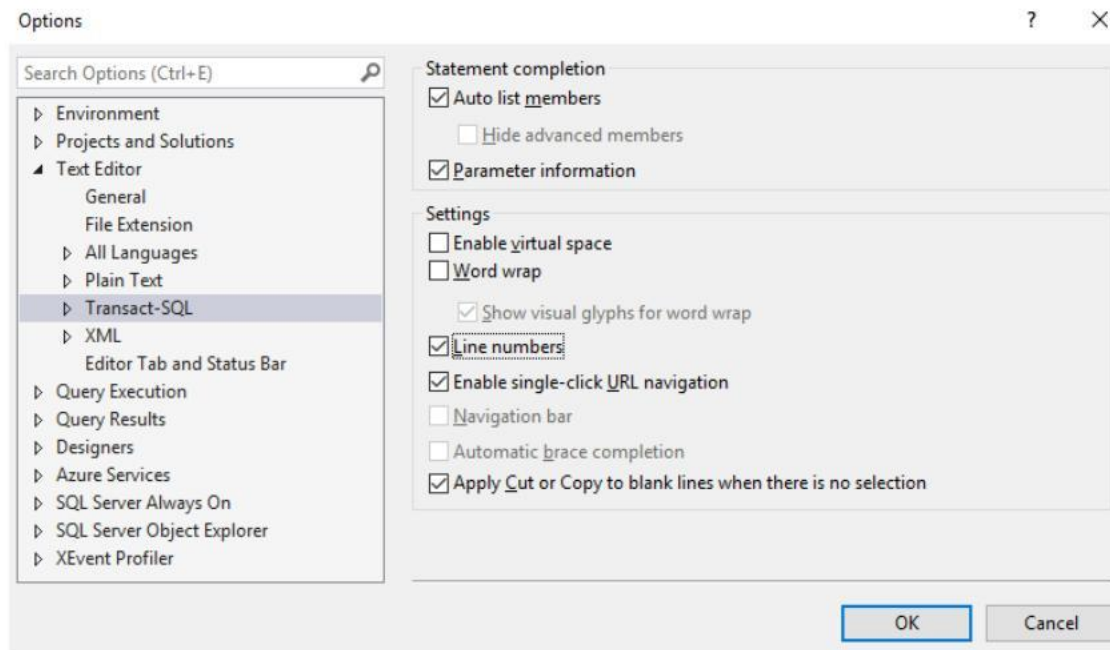 Options
?
Search Options (Ctrl+E)
Environment
Projects and Solutions
Text Editor
General
File Extension
All Languages
Plain Text
Transact-SQL
XML
Editor Tab and Status Bar
Query Execution
Query Results
Designers
Azure Services
SQL Server Always On
SQL Server Object Explorer
XEvent Profiler
Statement completion
Auto list members
Hide advanced members
Parameter information
Settings
Enable virtual space
Word wrap
Show visual glyphs for word wrap
Line numbers
Enable single-click URL navigation
Navigation bar
Automatic brace completion
Apply Cut or Copy to blank lines when there is no selection
OK
Cancel